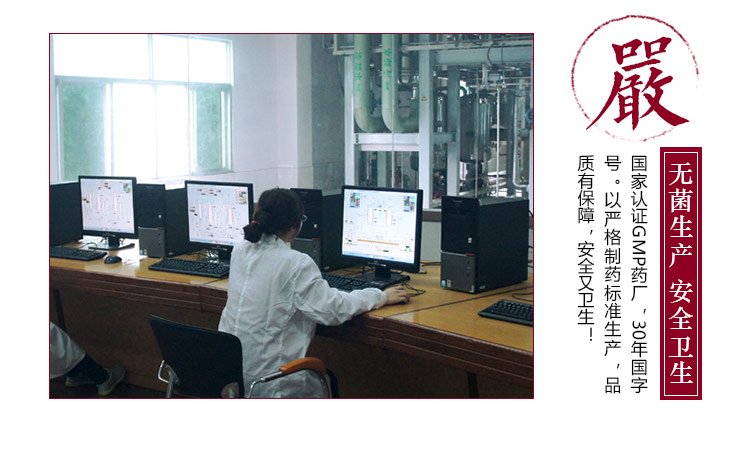 嚴
无菌生产 安全卫生
国家认证GMP药厂，30年国字
号。以严格制药标准生产，品
质有保障，安全又卫生！